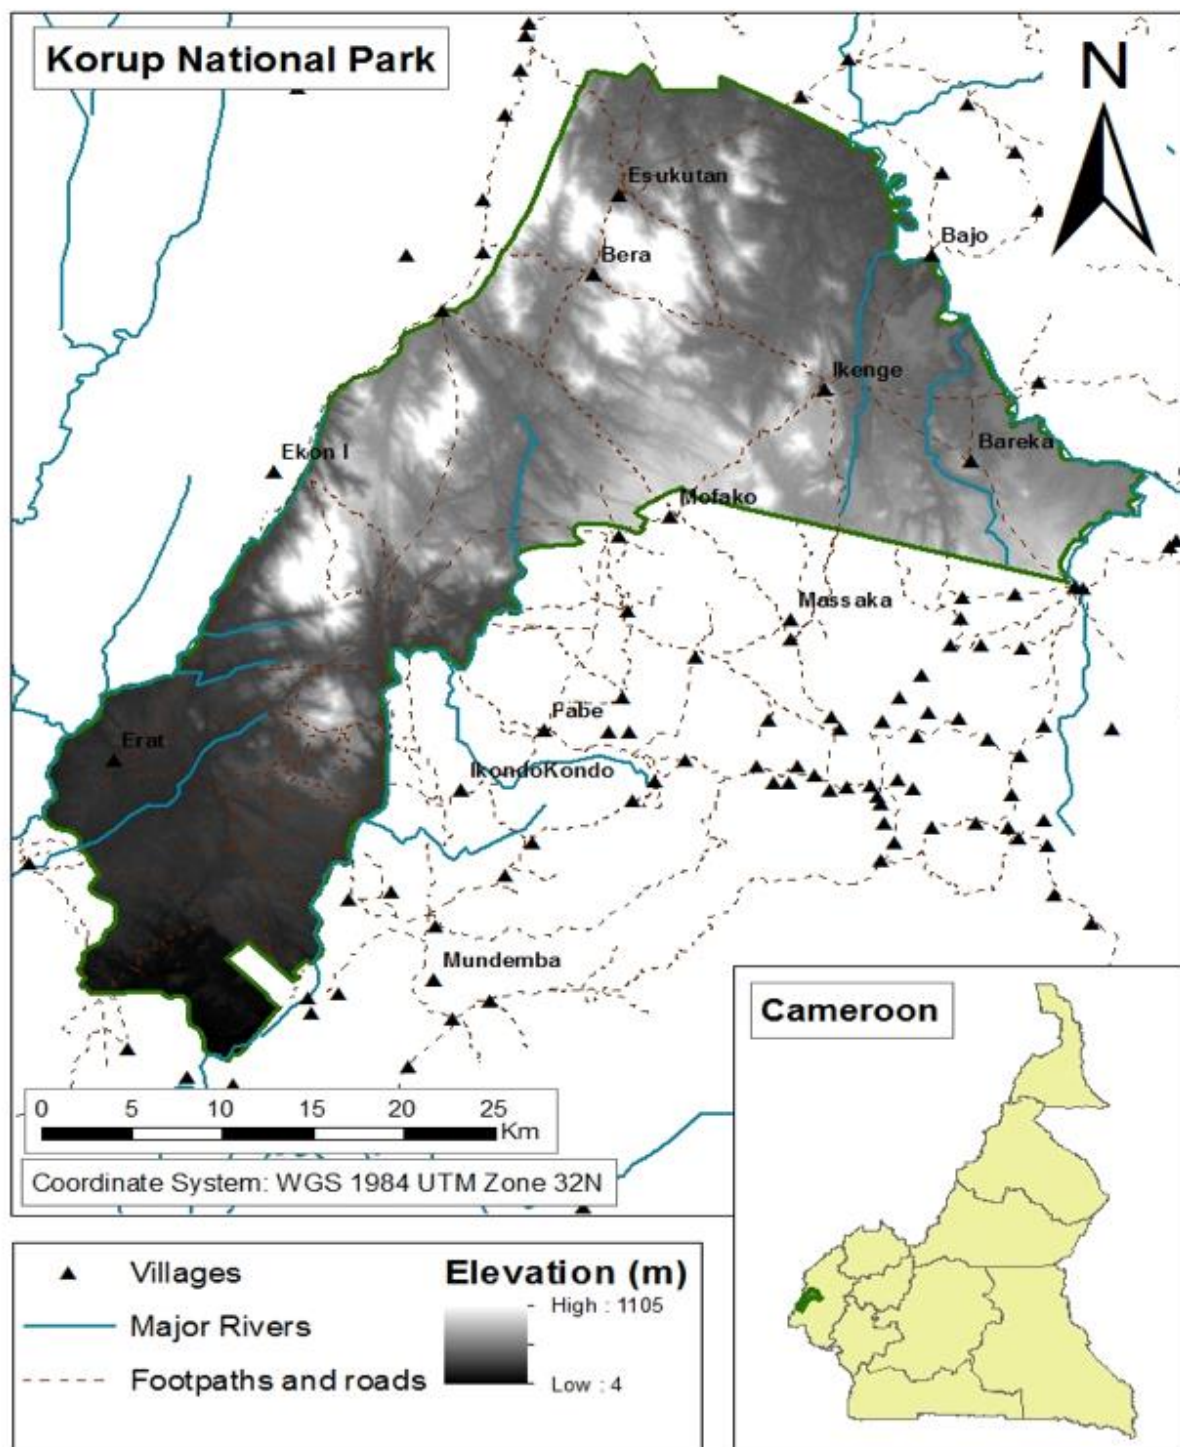 Korup National Park
N
Esukutan
Bajo
Bera
Ikenge
Ekon I
Bareka
Mofako
Massaka
Pabe
Erat
IkondoKondo
Mundemba
Cameroon
0 5 10 15 20 25
Km
Coordinate System: WGS 1984 UTM Zone 32N
Villages
Major Rivers
Footpaths and roads
Elevation (m)
High : 1105
Low : 4